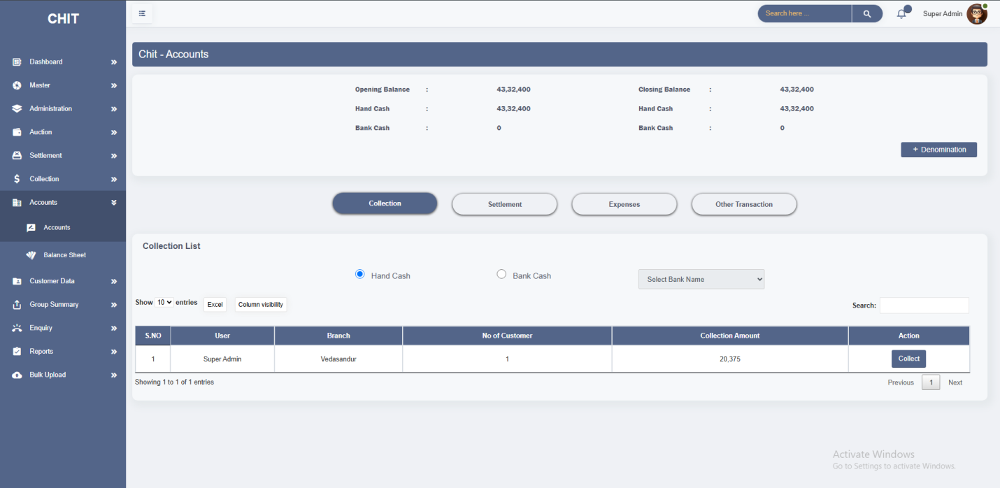 CHIT
Search here ...
Super Admin
Dashboard
Master
Administration
Auction
Settlement
Collection
Accounts
Accounts
Balance Sheet
Customer Data
Group Summary
Enquiry
Reports
Bulk Upload
Chit - Accounts
Opening Balance : 43,32,400 Closing Balance : 43,32,400
Hand Cash : 43,32,400 Hand Cash : 43,32,400
Bank Cash : 0 Bank Cash : 0
+ Denomination
Collection Settlement Expenses Other Transaction
Collection List
Hand Cash Bank Cash Select Bank Name
Show 10 entries Excel Column visibility Search:
S.NO User Branch No of Customer Collection Amount Action
1 Super Admin Vedasandur 1 20,375 Collect
Showing 1 to 1 of 1 entries Previous 1 Next
Activate Windows
Go to Settings to activate Windows.